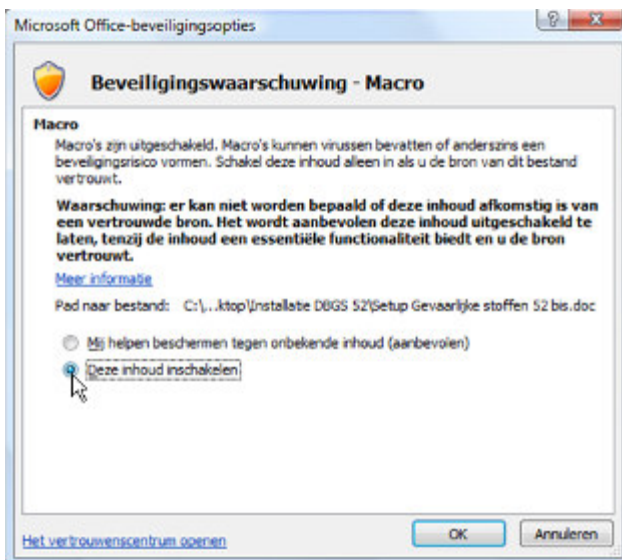 Microsoft Office-beveiligingsopties
Beveiligingswaarschuwing - Macro
Macro
Macro's zijn uitgeschakeld. Macro's kunnen virussen bevatten of anderszins een
beveiligingsrisico vormen. Schakel deze inhoud alleen in als u de bron van dit bestand
vertrouwt.
Waarschuwing: er kan niet worden bepaald of deze inhoud afkomstig is van
een vertrouwde bron. Het wordt aanbevolen deze inhoud uitgeschakeld te
laten, tenzij de inhoud een essentiële functionaliteit biedt en u de bron
vertrouwt.
Meer informatie
Pad naar bestand: C:\...ktop\Installatie DBGS 52\Setup Gevaarlijke stoffen 52 bis.doc
Mij helpen beschermen tegen onbekende inhoud (aanbevolen)
Deze inhoud inschakelen
Het vertrouwenscentrum openen
OK
Annuleren